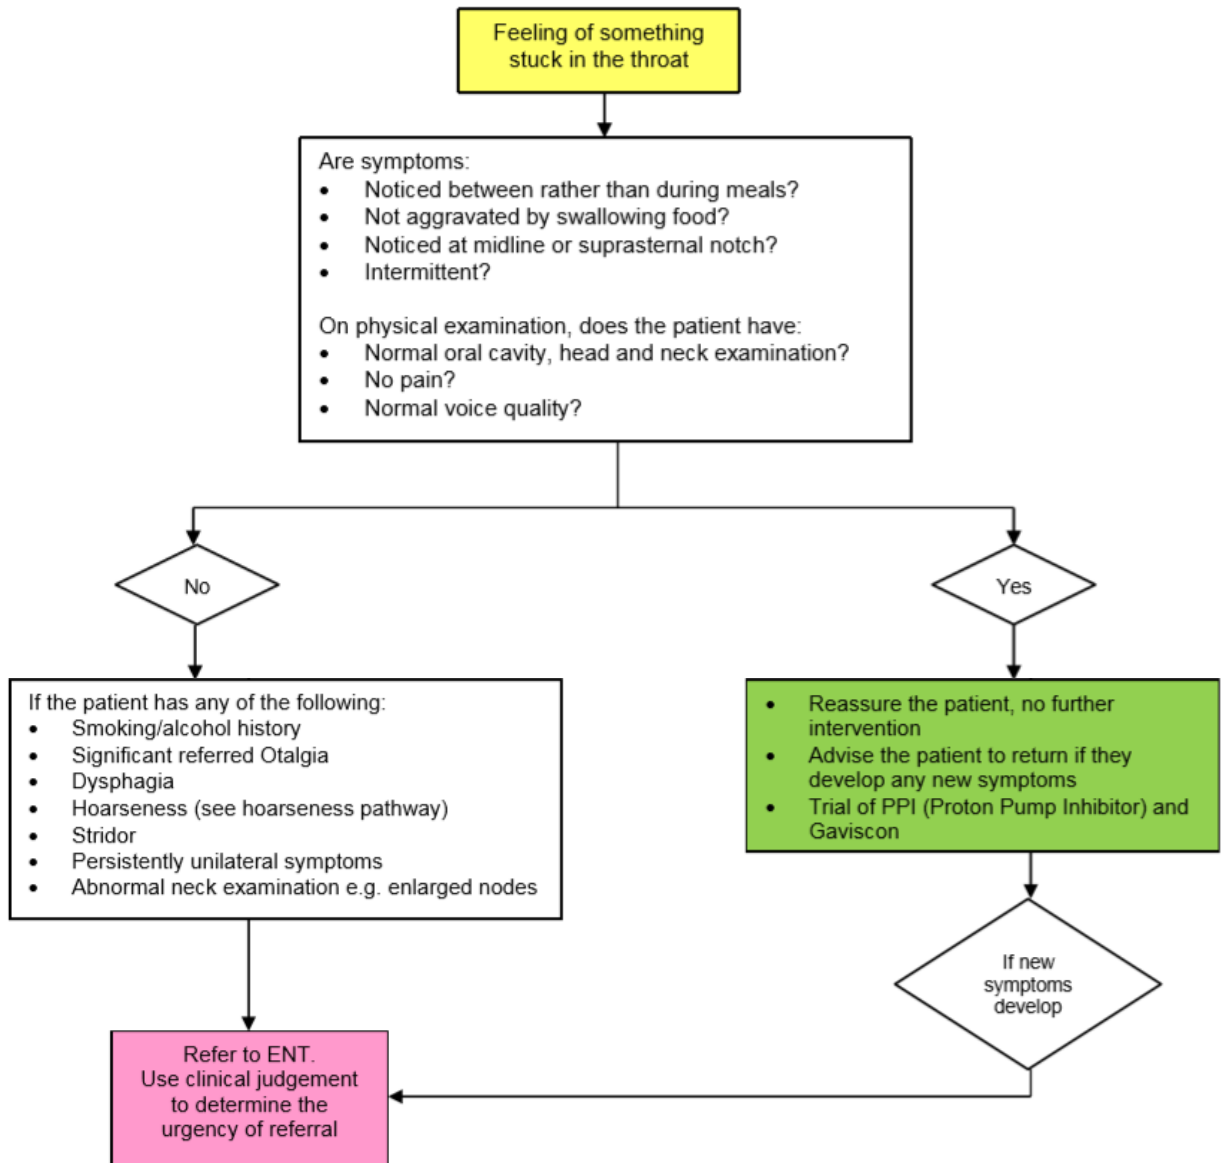 Feeling of something
stuck in the throat
Are symptoms:
• Noticed between rather than during meals?
• Not aggravated by swallowing food?
• Noticed at midline or suprasternal notch?
• Intermittent?
On physical examination, does the patient have:
• Normal oral cavity, head and neck examination?
• No pain?
• Normal voice quality?
No
Yes
If the patient has any of the following:
• Smoking/alcohol history
• Significant referred Otalgia
• Dysphagia
• Hoarseness (see hoarseness pathway)
• Stridor
• Persistently unilateral symptoms
• Abnormal neck examination e.g. enlarged nodes
• Reassure the patient, no further
intervention
• Advise the patient to return if they
develop any new symptoms
• Trial of PPI (Proton Pump Inhibitor) and
Gaviscon
If new
symptoms
develop
Refer to ENT.
Use clinical judgement
to determine the
urgency of referral